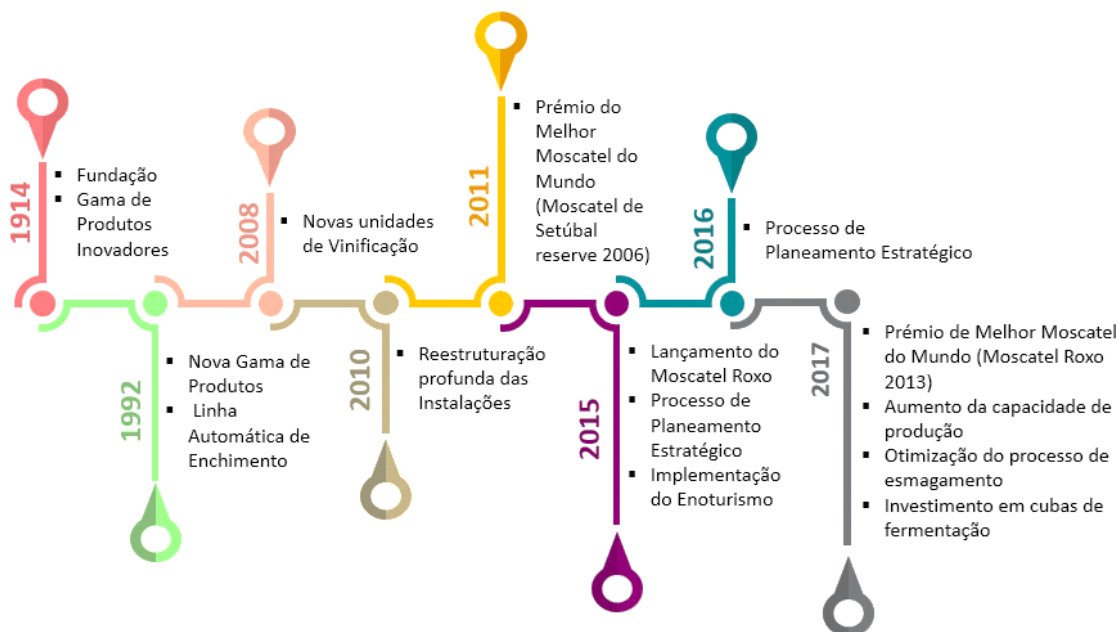 1914
▪ Fundação
▪ Gama de
Produtos
Inovadores
1992
▪ Nova Gama de
Produtos
▪ Linha
Automática de
Enchimento
2008
▪ Novas unidades
de Vinificação
2010
▪ Reestruturação
profunda das
Instalações
2011
▪ Prémio do
Melhor
Moscatel do
Mundo
(Moscatel de
Setúbal
reserve 2006)
2015
▪ Lançamento do
Moscatel Roxo
▪ Processo de
Planeamento
Estratégico
▪ Implementação
do Enoturismo
2016
▪ Processo de
Planeamento Estratégico
2017
▪ Prémio de Melhor Moscatel
do Mundo (Moscatel Roxo
2013)
▪ Aumento da capacidade de
produção
▪ Otimização do processo de
esmagamento
▪ Investimento em cubas de
fermentação